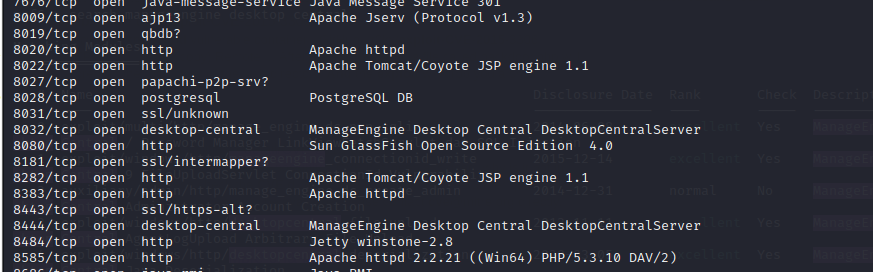 7676/tcp  open  java-message-service Java Message Service 301
8009/tcp  open  ajp13                Apache Jserv (Protocol v1.3)
8019/tcp  open  qbdb?
8020/tcp  open  http                 Apache httpd
8022/tcp  open  http                 Apache Tomcat/Coyote JSP engine 1.1
8027/tcp  open  papachi-p2p-srv?
8028/tcp  open  postgresql           PostgreSQL DB
8031/tcp  open  ssl/unknown
8032/tcp  open  desktop-central      ManageEngine Desktop Central DesktopCentralServer
8080/tcp  open  http                 Sun GlassFish Open Source Edition  4.0
8181/tcp  open  ssl/intermapper?
8282/tcp  open  http                 Apache Tomcat/Coyote JSP engine 1.1
8383/tcp  open  http                 Apache httpd
8443/tcp  open  ssl/https-alt?
8444/tcp  open  desktop-central      ManageEngine Desktop Central DesktopCentralServer
8484/tcp  open  http                 Jetty winstone-2.8
8585/tcp  open  http                 Apache httpd 2.2.21 ((Win64) PHP/5.3.10 DAV/2)
8686/tcp  open  java-rmi             Java RMI